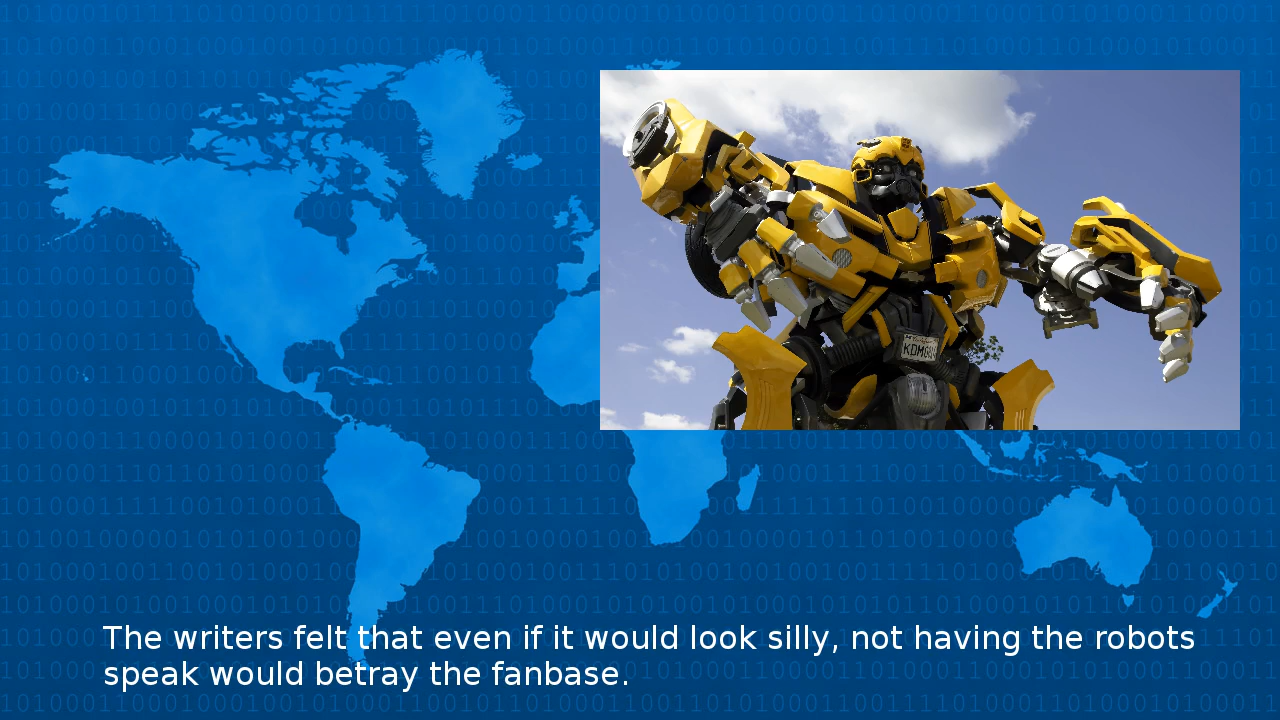 KDM
The writers felt that even if it would look silly, not having the robots
speak would betray the fanbase.